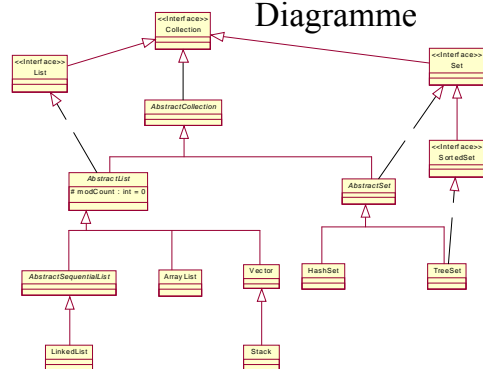 Diagramme
<<Interface>>
Collection
<<Interface>>
List
<<Interface>>
Set
AbstractCollection
<<Interface>>
SortedSet
AbstractList
# modCount : int = 0
AbstractSet
AbstractSequentialList
ArrayList
Vector
HashSet
TreeSet
LinkedList
Stack